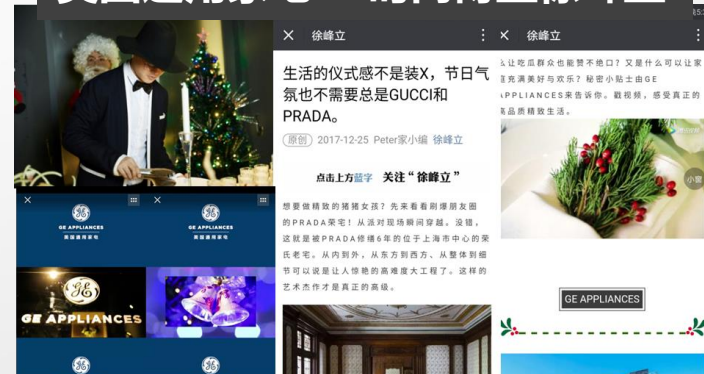 徐峰立
生活的仪式感不是装X，节日气
氛也不需要总是GUCCI和
PRADA。
原创 2017-12-25 Peter家小编 徐峰立
点击上方蓝字 关注“徐峰立”
想要做精致的猪猪女孩？先来看看刷爆朋友圈
的PRADA荣宅！从派对现场瞬间穿越。没错，
这就是被PRADA修缮6年的位于上海市中心的荣
氏老宅。从内到外，从东方到西方、从整体到细
节可以说是让人惊艳的高难度大工程了。这样的
艺术杰作才是真正的高级。
徐峰立
么让吃瓜群众也能赞不绝口？又是什么可以让家
庭充满美好与欢乐？秘密小贴士由GE
APPLIANCES来告诉你。戳视频，感受真正的
高品质精致生活。
小窗
GE APPLIANCES
GE APPLIANCES
美国通用家电
GE APPLIANCES
美国通用家电
GE APPLIANCES